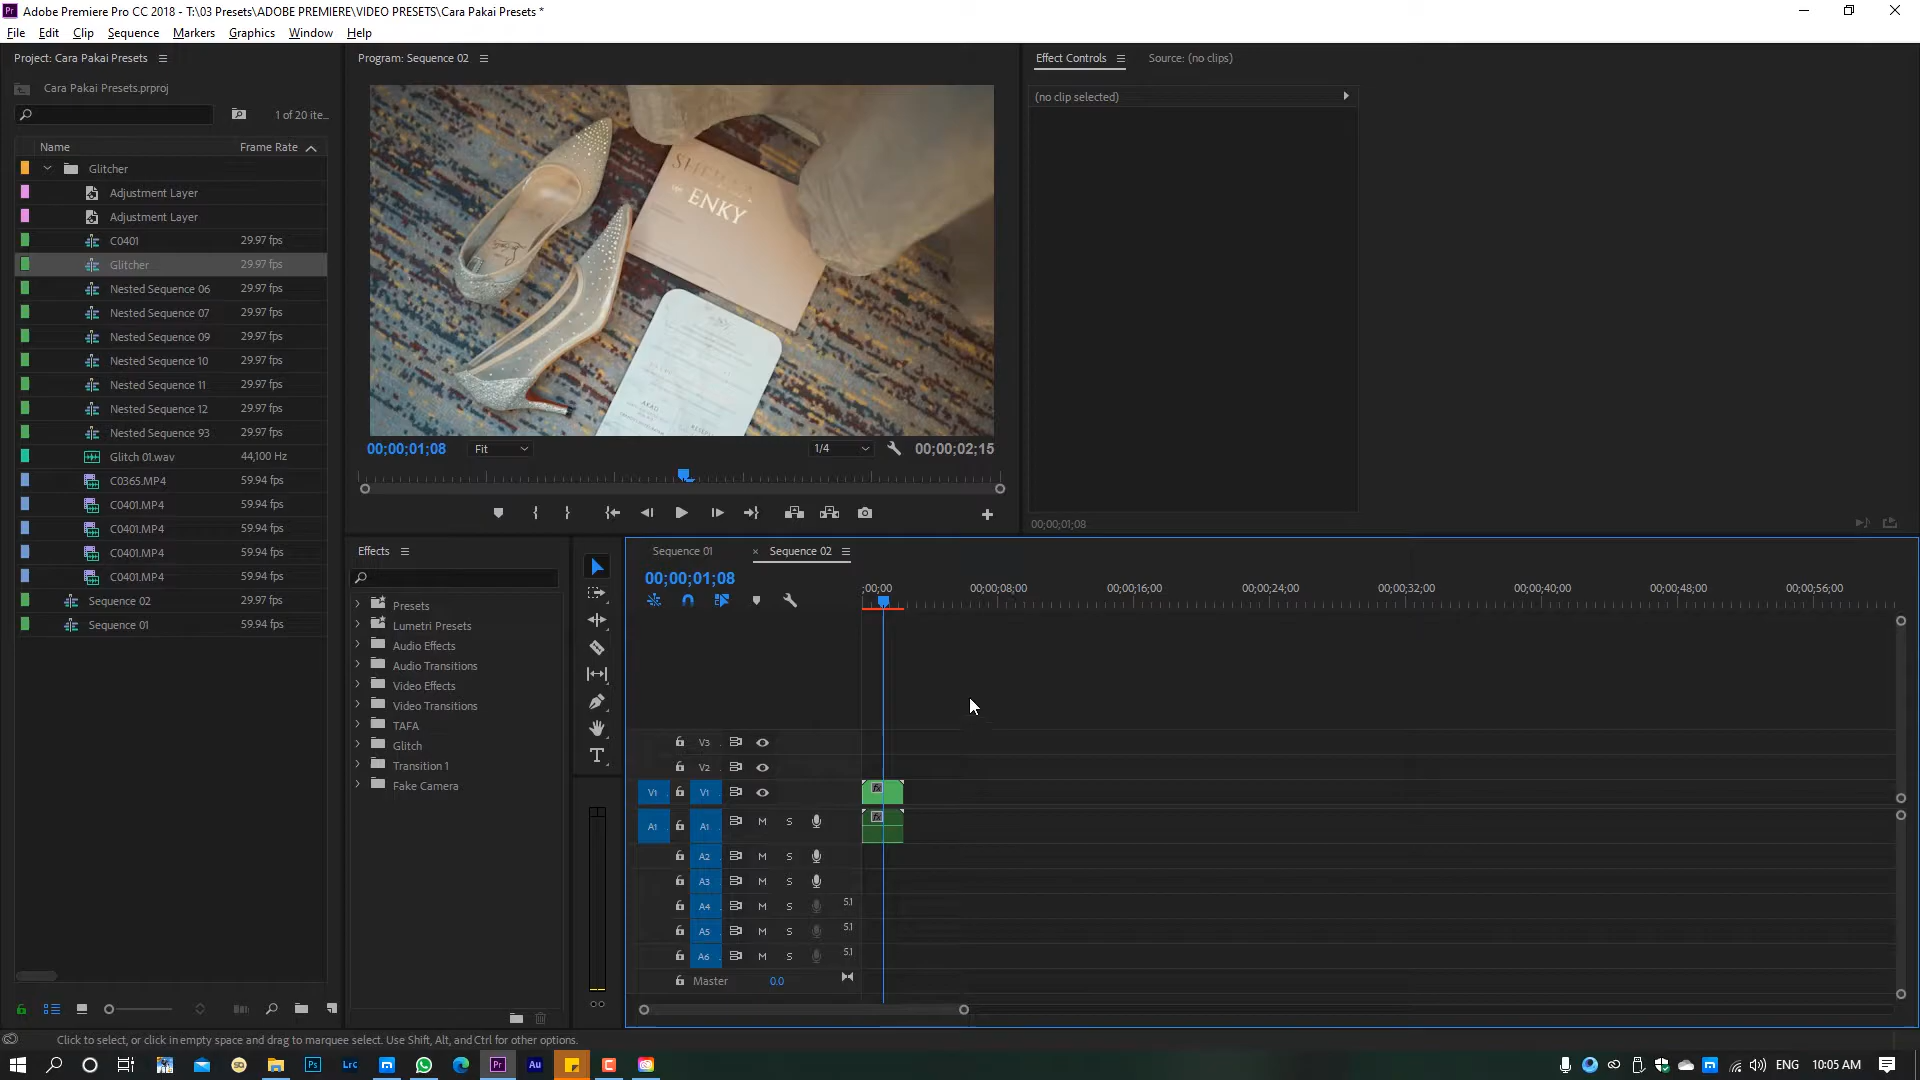 Adobe Premiere Pro CC 2018 - T:\03 Presets\ADOBE PREMIERE\VIDEO PRESETS\Cara Pakai Presets *
File Edit Clip Sequence Markers Graphics Window Help
Project: Cara Pakai Presets
Cara Pakai Presets.prproj
1 of 20 ite...
Name Frame Rate
Glitcher
Adjustment Layer
Adjustment Layer
C0401 29.97 fps
Glitcher 29.97 fps
Nested Sequence 06 29.97 fps
Nested Sequence 07 29.97 fps
Nested Sequence 09 29.97 fps
Nested Sequence 10 29.97 fps
Nested Sequence 11 29.97 fps
Nested Sequence 12 29.97 fps
Nested Sequence 93 29.97 fps
Glitch 01.wav 44,100 Hz
C0365.MP4 59.94 fps
C0401.MP4 59.94 fps
C0401.MP4 59.94 fps
C0401.MP4 59.94 fps
C0401.MP4 59.94 fps
Sequence 02 29.97 fps
Sequence 01 59.94 fps
Program: Sequence 02
ENKY
00;00;01;08 Fit 1/4 00;00;02;15
Effect Controls Source: (no clips)
(no clip selected)
00;00;01;08
Effects
Presets
Lumetri Presets
Audio Effects
Audio Transitions
Video Effects
Video Transitions
TAFA
Glitch
Transition 1
Fake Camera
Sequence 01 × Sequence 02
00;00;01;08
;00;00 00;00;08;00 00;00;16;00 00;00;24;00 00;00;32;00 00;00;40;00 00;00;48;00 00;00;56;00
V3
V2
V1 V1 fx
A1 A1 M S fx
A2 M S
A3 M S
A4 M S 5.1
A5 M S 5.1
A6 M S 5.1
Master 0.0
Click to select, or click in empty space and drag to marquee select. Use Shift, Alt, and Ctrl for other options.
Ps Lrc Pr Au ENG 10:05 AM